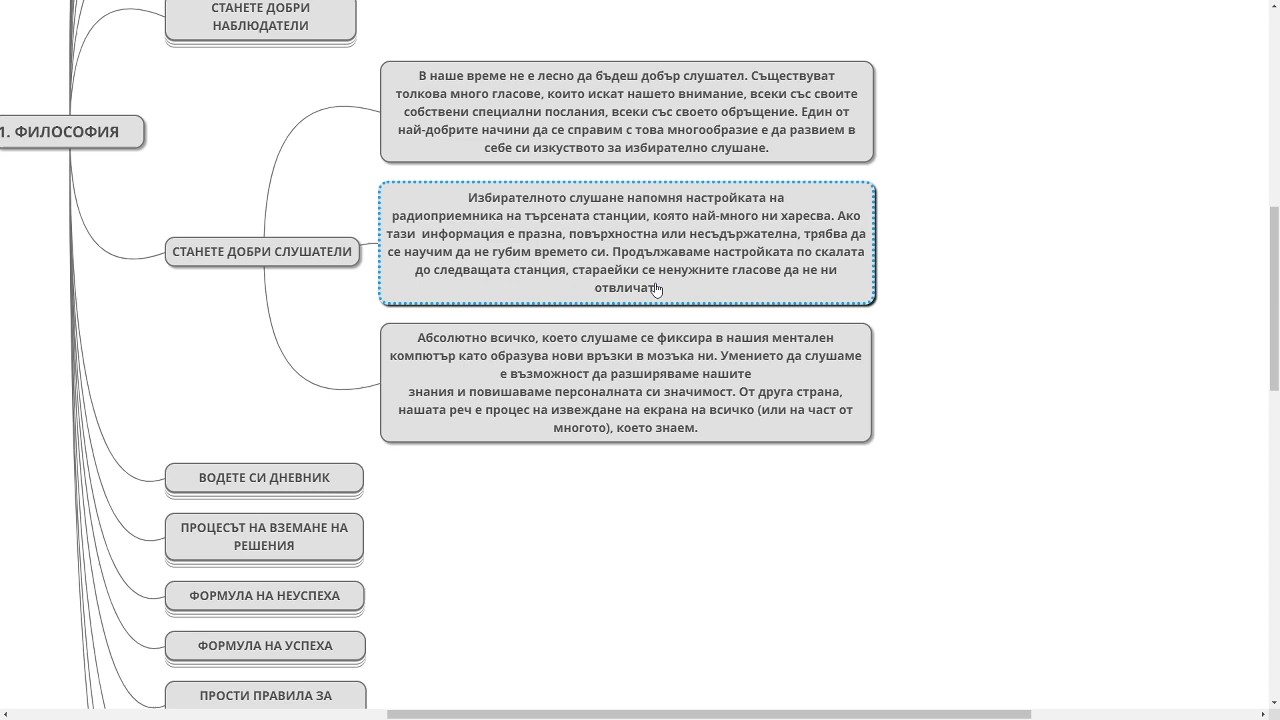 СТАНЕТЕ ДОБРИ
НАБЛЮДАТЕЛИ
1. ФИЛОСОФИЯ
В наше време не е лесно да бъдеш добър слушател. Съществуват
толкова много гласове, които искат нашето внимание, всеки със своите
собствени специални послания, всеки със своето обръщение. Един от
най-добрите начини да се справим с това многообразие е да развием в
себе си изкуството за избирателно слушане.
СТАНЕТЕ ДОБРИ СЛУШАТЕЛИ
Избирателното слушане напомня настройката на
радиоприемника на търсената станции, която най-много ни харесва. Ако
тази  информация е празна, повърхностна или несъдържателна, трябва да
се научим да не губим времето си. Продължаваме настройката по скалата
до следващата станция, стараейки се ненужните гласове да не ни
отвличат.
Абсолютно всичко, което слушаме се фиксира в нашия ментален
компютър като образува нови връзки в мозъка ни. Умението да слушаме
е възможност да разширяваме нашите
знания и повишаваме персоналната си значимост. От друга страна,
нашата реч е процес на извеждане на екрана на всичко (или на част от
многото), което знаем.
ВОДЕТЕ СИ ДНЕВНИК
ПРОЦЕСЪТ НА ВЗЕМАНЕ НА
РЕШЕНИЯ
ФОРМУЛА НА НЕУСПЕХА
ФОРМУЛА НА УСПЕХА
ПРОСТИ ПРАВИЛА ЗА